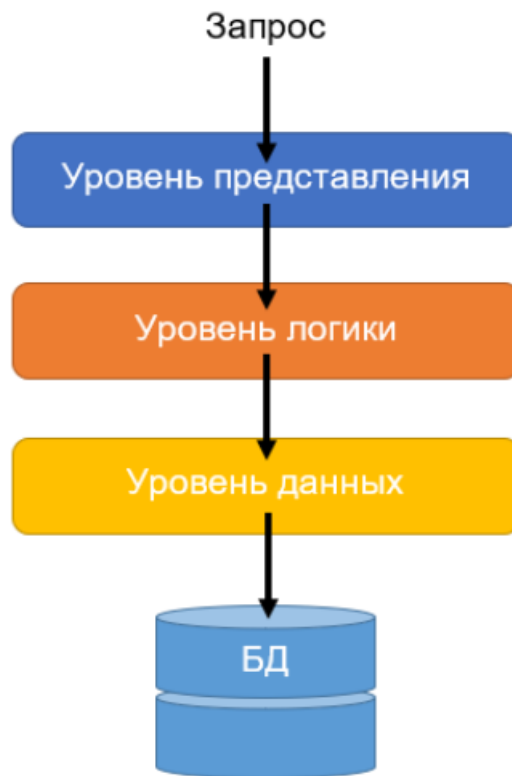 Запрос
Уровень представления
Уровень логики
Уровень данных
БД